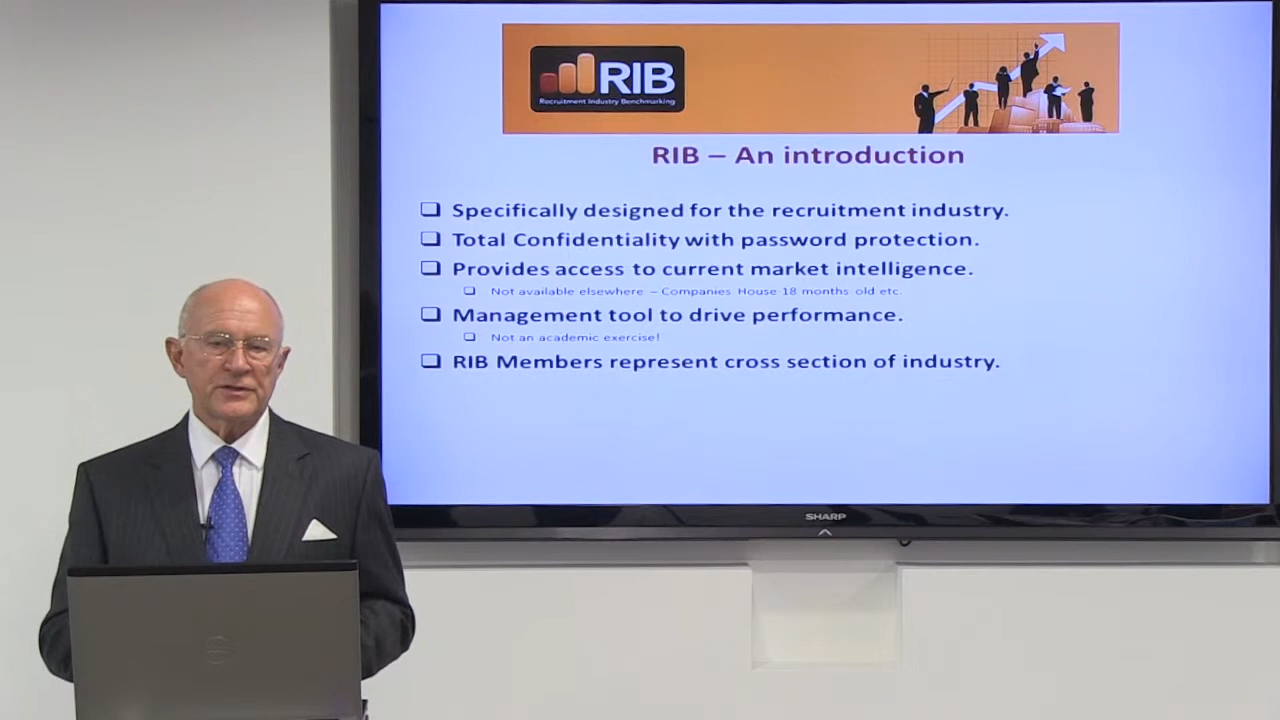 RIB
Recruitment Industry Benchmarking
RIB – An introduction
❑ Specifically designed for the recruitment industry.
❑ Total Confidentiality with password protection.
❑ Provides access to current market intelligence.
❑ Not available elsewhere – Companies House 18 months old etc.
❑ Management tool to drive performance.
❑ Not an academic exercise!
❑ RIB Members represent cross section of industry.
SHARP
DELL